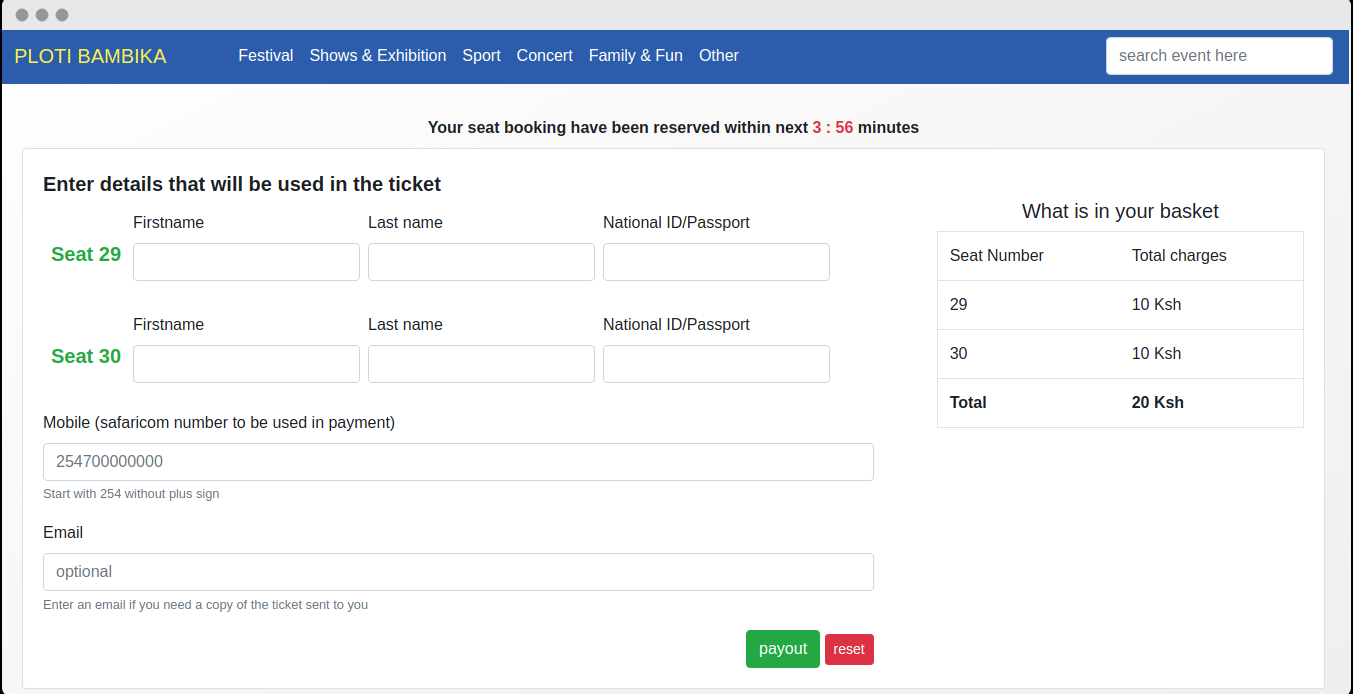 PLOTI BAMBIKA Festival Shows & Exhibition Sport Concert Family & Fun Other search event here
Your seat booking have been reserved within next 3 : 56 minutes
Enter details that will be used in the ticket
Firstname Last name National ID/Passport
Seat 29
Firstname Last name National ID/Passport
Seat 30
Mobile (safaricom number to be used in payment)
254700000000
Start with 254 without plus sign
Email
optional
Enter an email if you need a copy of the ticket sent to you
payout reset
What is in your basket
Seat Number Total charges
29 10 Ksh
30 10 Ksh
Total 20 Ksh